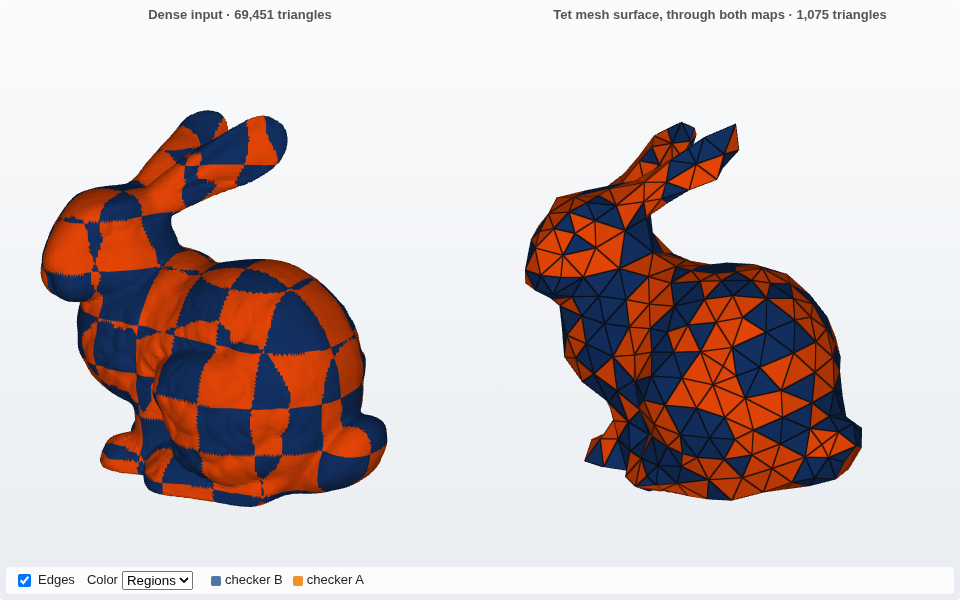 Dense input · 69,451 triangles
Tet mesh surface, through both maps · 1,075 triangles
Edges Color Regions checker B checker A